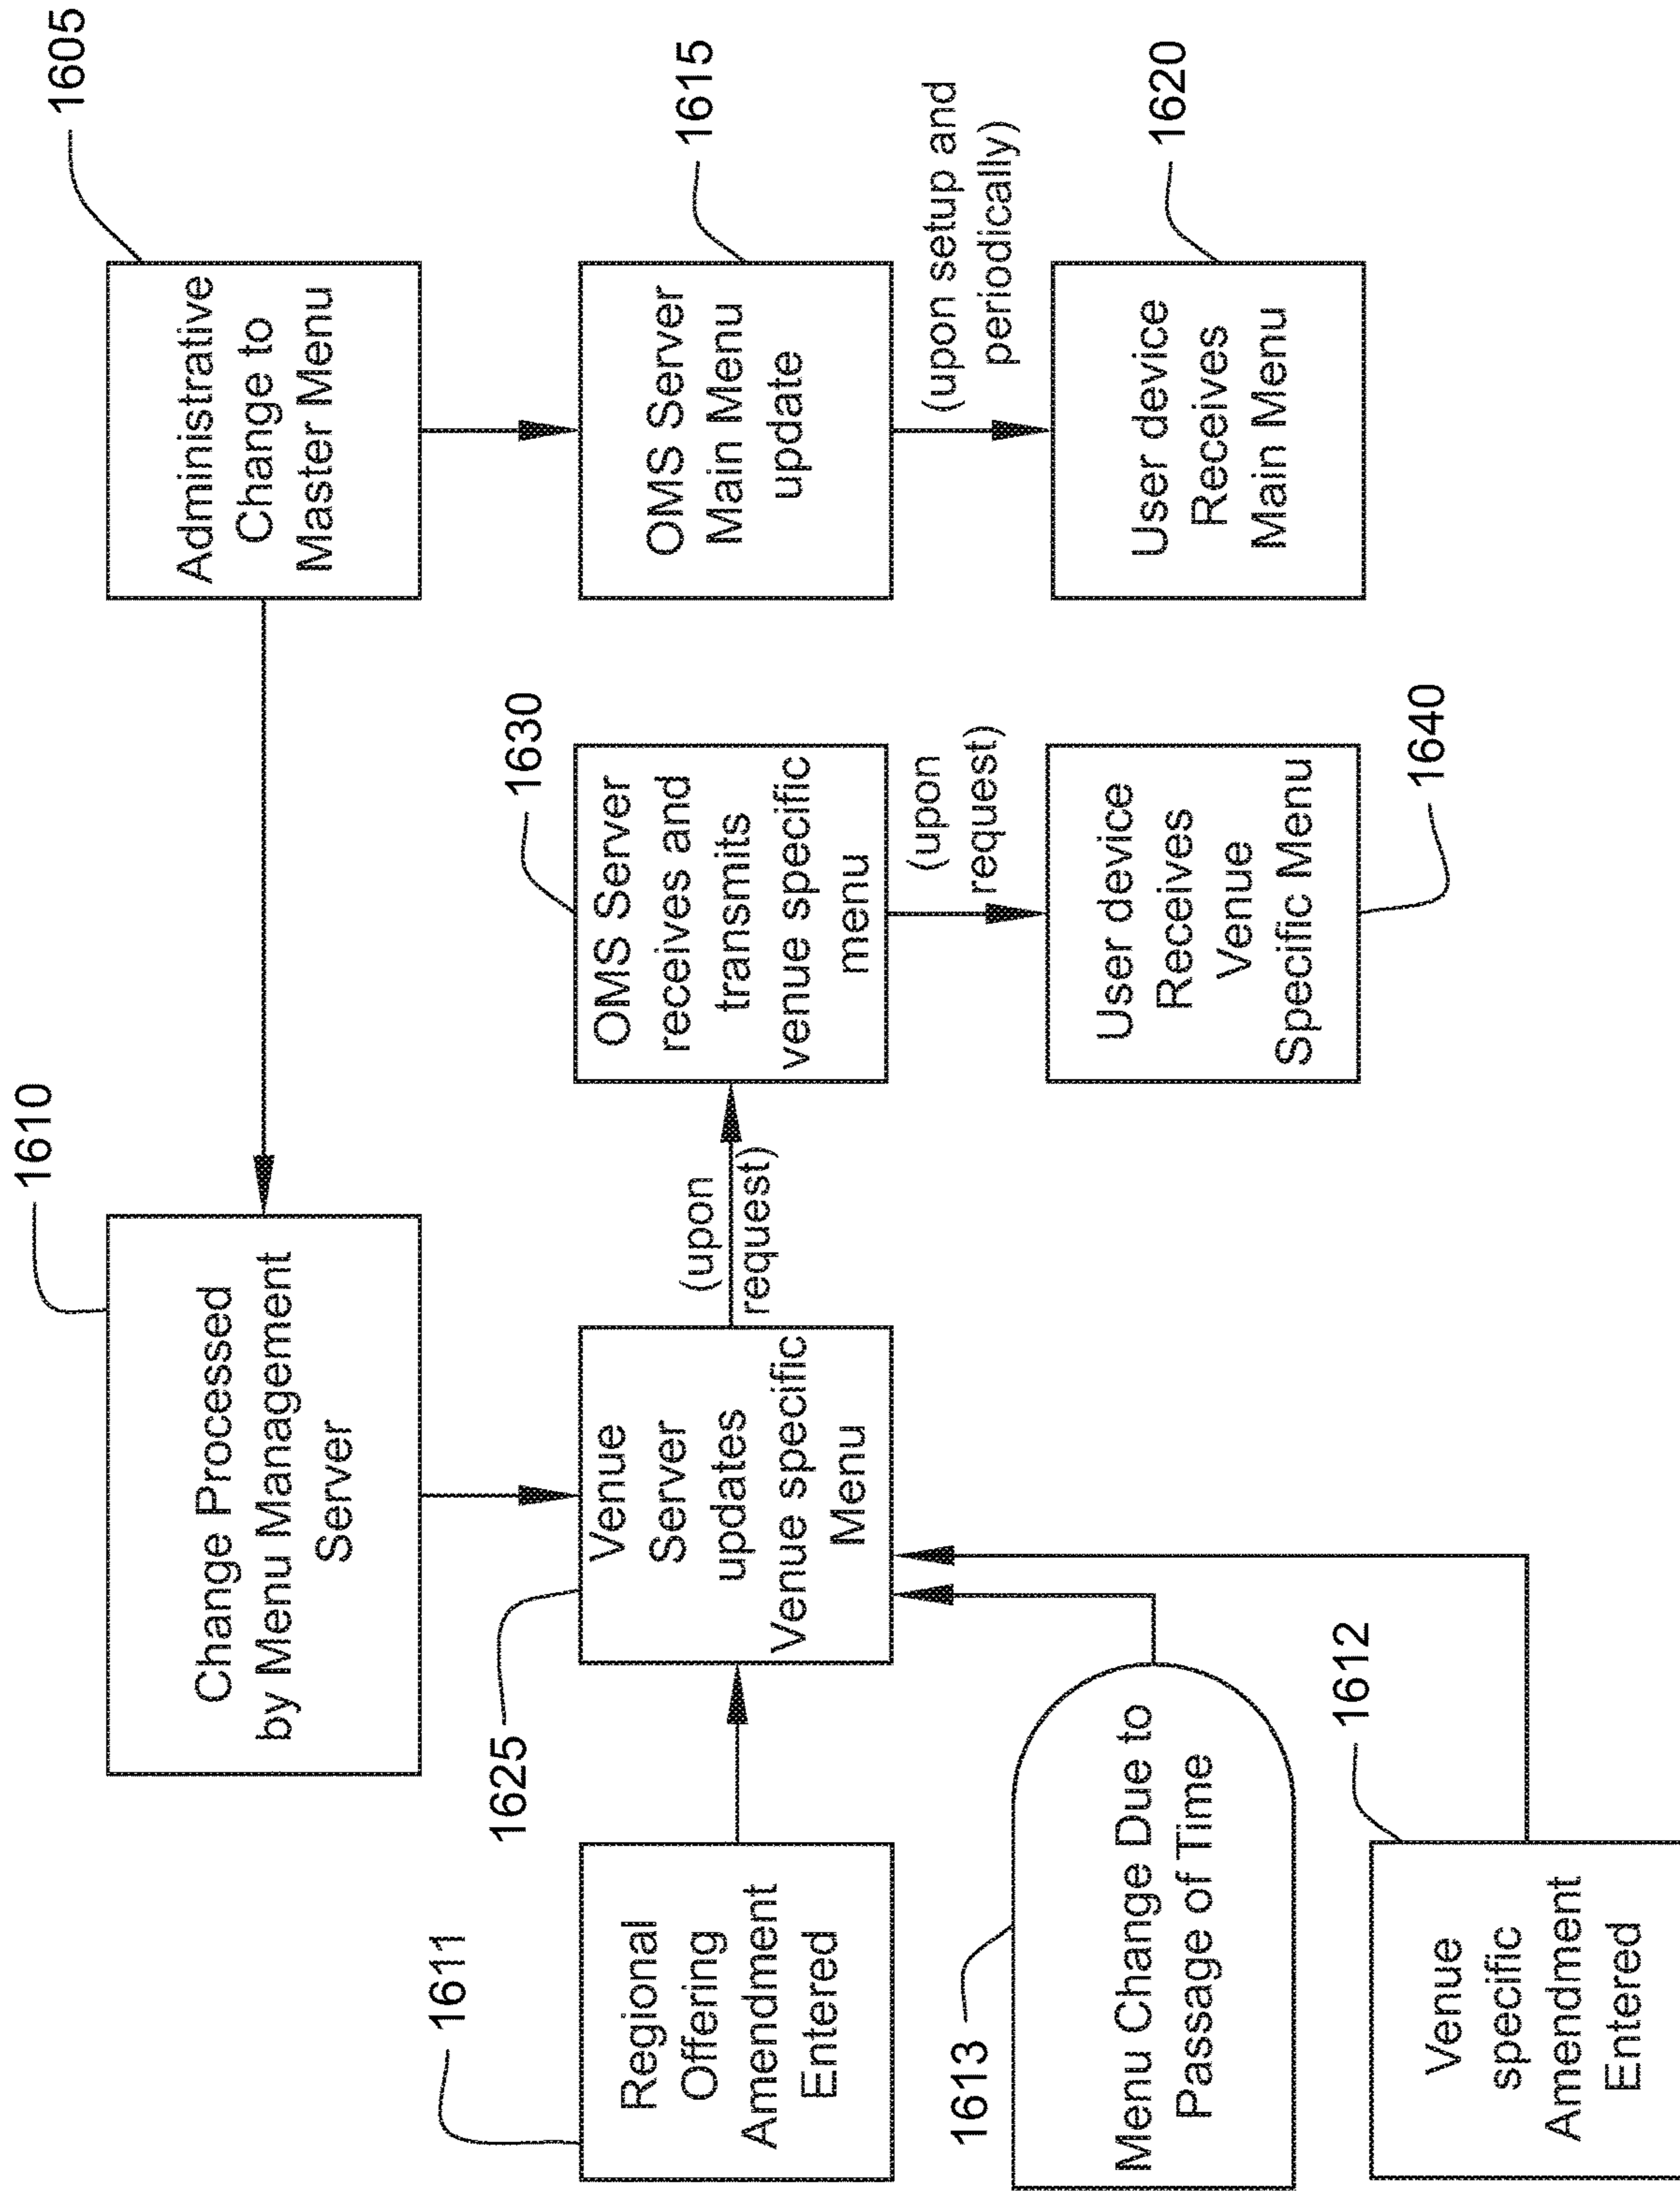 1605
Administrative
Change to
Master Menu
1610
Change Processed
by Menu Management
Server
1615
OMS Server
Main Menu
update
(upon setup and
periodically)
1620
User device
Receives
Main Menu
1625
Venue
Server
updates
Venue specific
Menu
(upon
request)
1630
OMS Server
receives and
transmits
venue specific
menu
(upon
request)
1640
User device
Receives
Venue
Specific Menu
1611
Regional
Offering
Amendment
Entered
1613
Menu Change Due to
Passage of Time
1612
Venue
specific
Amendment
Entered